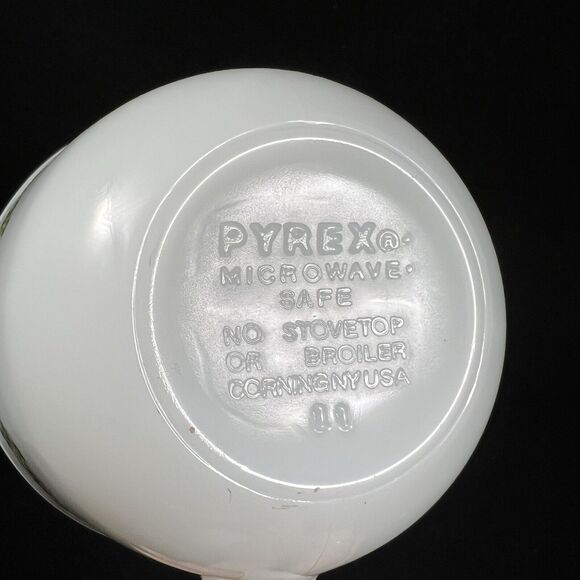 PYREX®·
MICROWAVE·
SAFE
NO STOVETOP
OR BROILER
CORNING NY USA
11